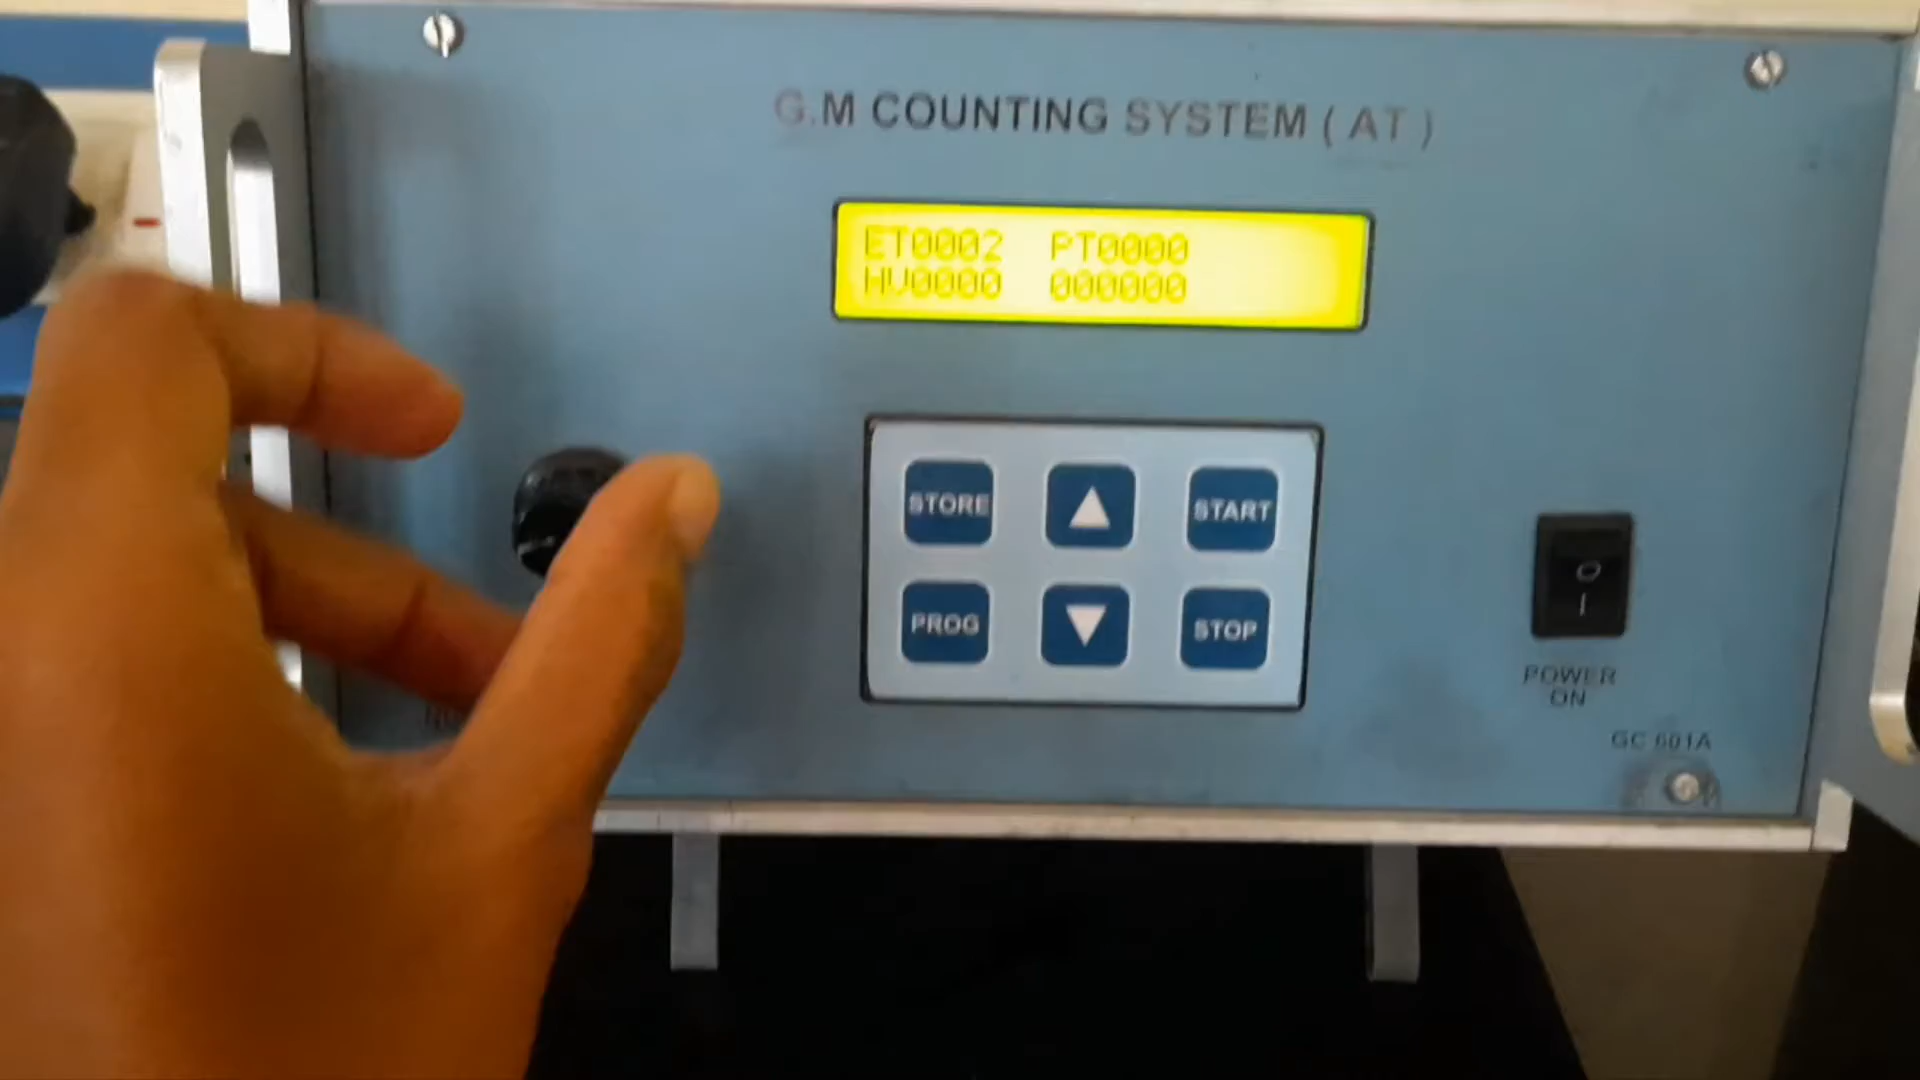 G.M COUNTING SYSTEM ( AT )
ET0002 PT0000
HV0000 000000
STORE
START
PROG
STOP
O
I
POWER
ON
GC 601A